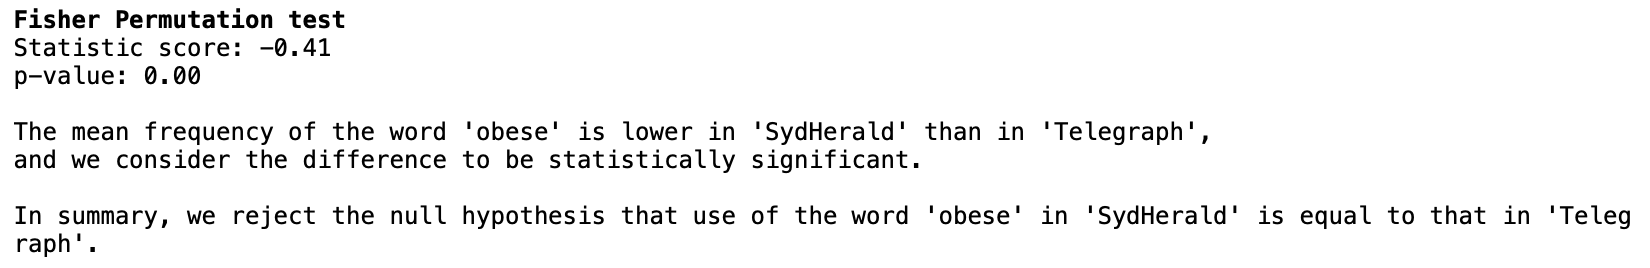 Fisher Permutation test
Statistic score: -0.41
p-value: 0.00
The mean frequency of the word 'obese' is lower in 'SydHerald' than in 'Telegraph',
and we consider the difference to be statistically significant.
In summary, we reject the null hypothesis that use of the word 'obese' in 'SydHerald' is equal to that in 'Teleg
raph'.